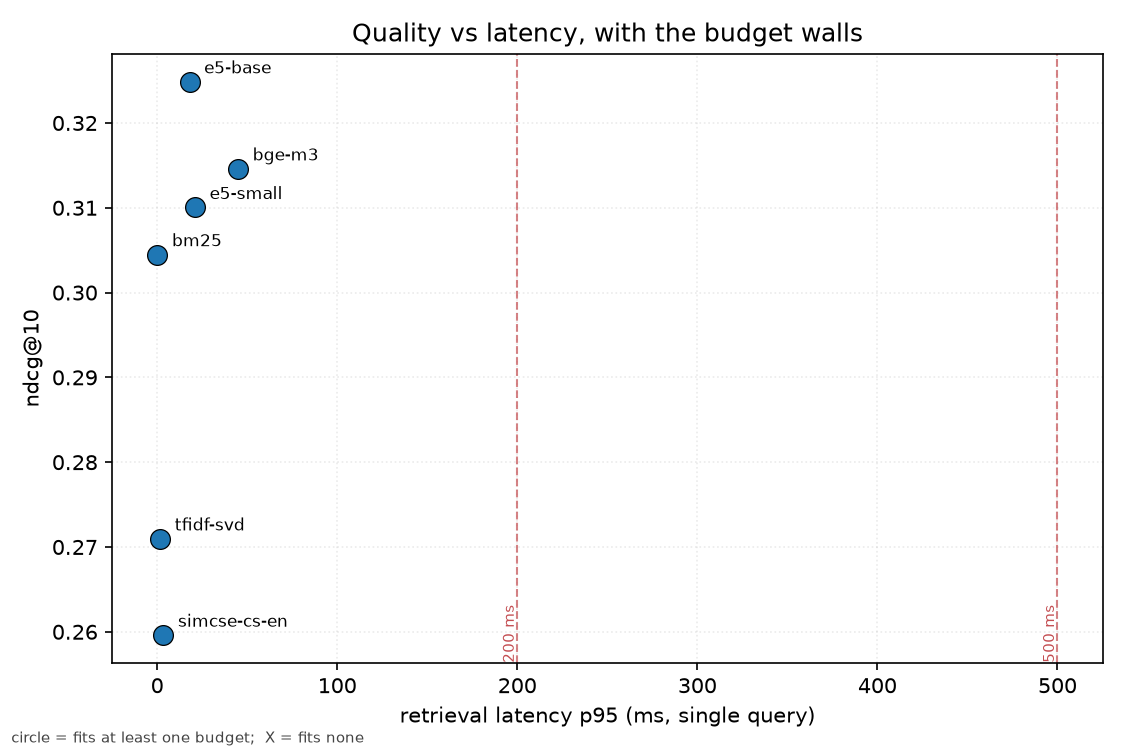 Quality vs latency, with the budget walls
e5-base
bge-m3
e5-small
bm25
tfidf-svd
simcse-cs-en
200 ms
500 ms
ndcg@10
0.32
0.31
0.30
0.29
0.28
0.27
0.26
0 100 200 300 400 500
retrieval latency p95 (ms, single query)
circle = fits at least one budget; X = fits none